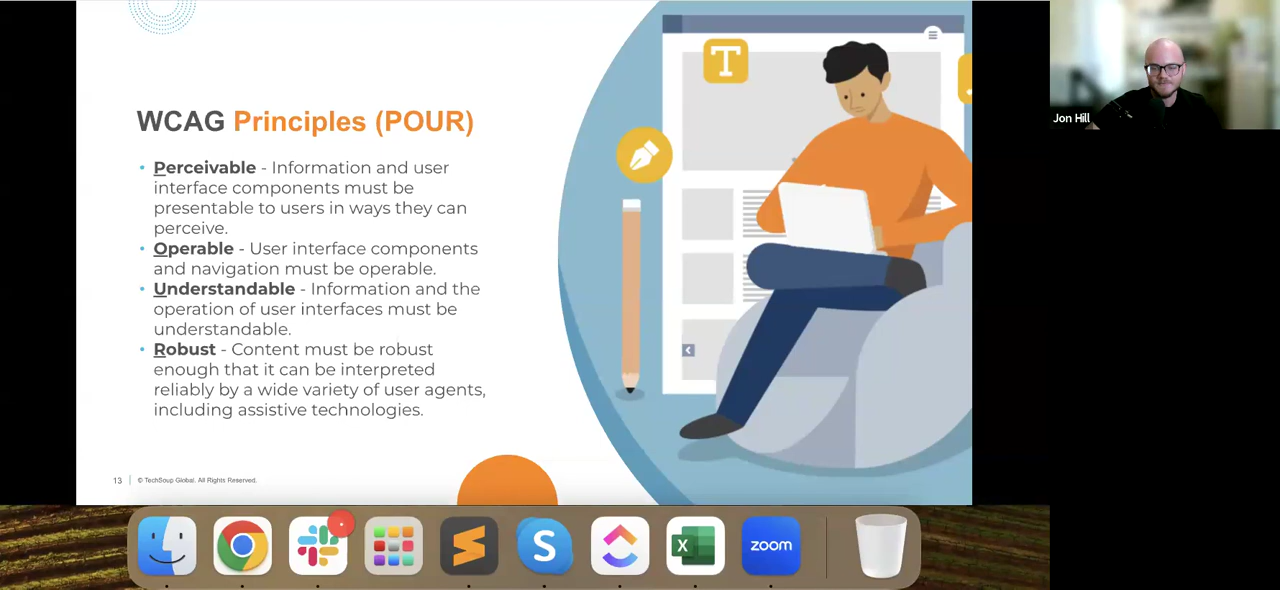 WCAG Principles (POUR)
• Perceivable - Information and user
interface components must be
presentable to users in ways they can
perceive.
• Operable - User interface components
and navigation must be operable.
• Understandable - Information and the
operation of user interfaces must be
understandable.
• Robust - Content must be robust
enough that it can be interpreted
reliably by a wide variety of user agents,
including assistive technologies.
13
© TechSoup Global. All Rights Reserved.
T
Jon Hill
S
X
zoom